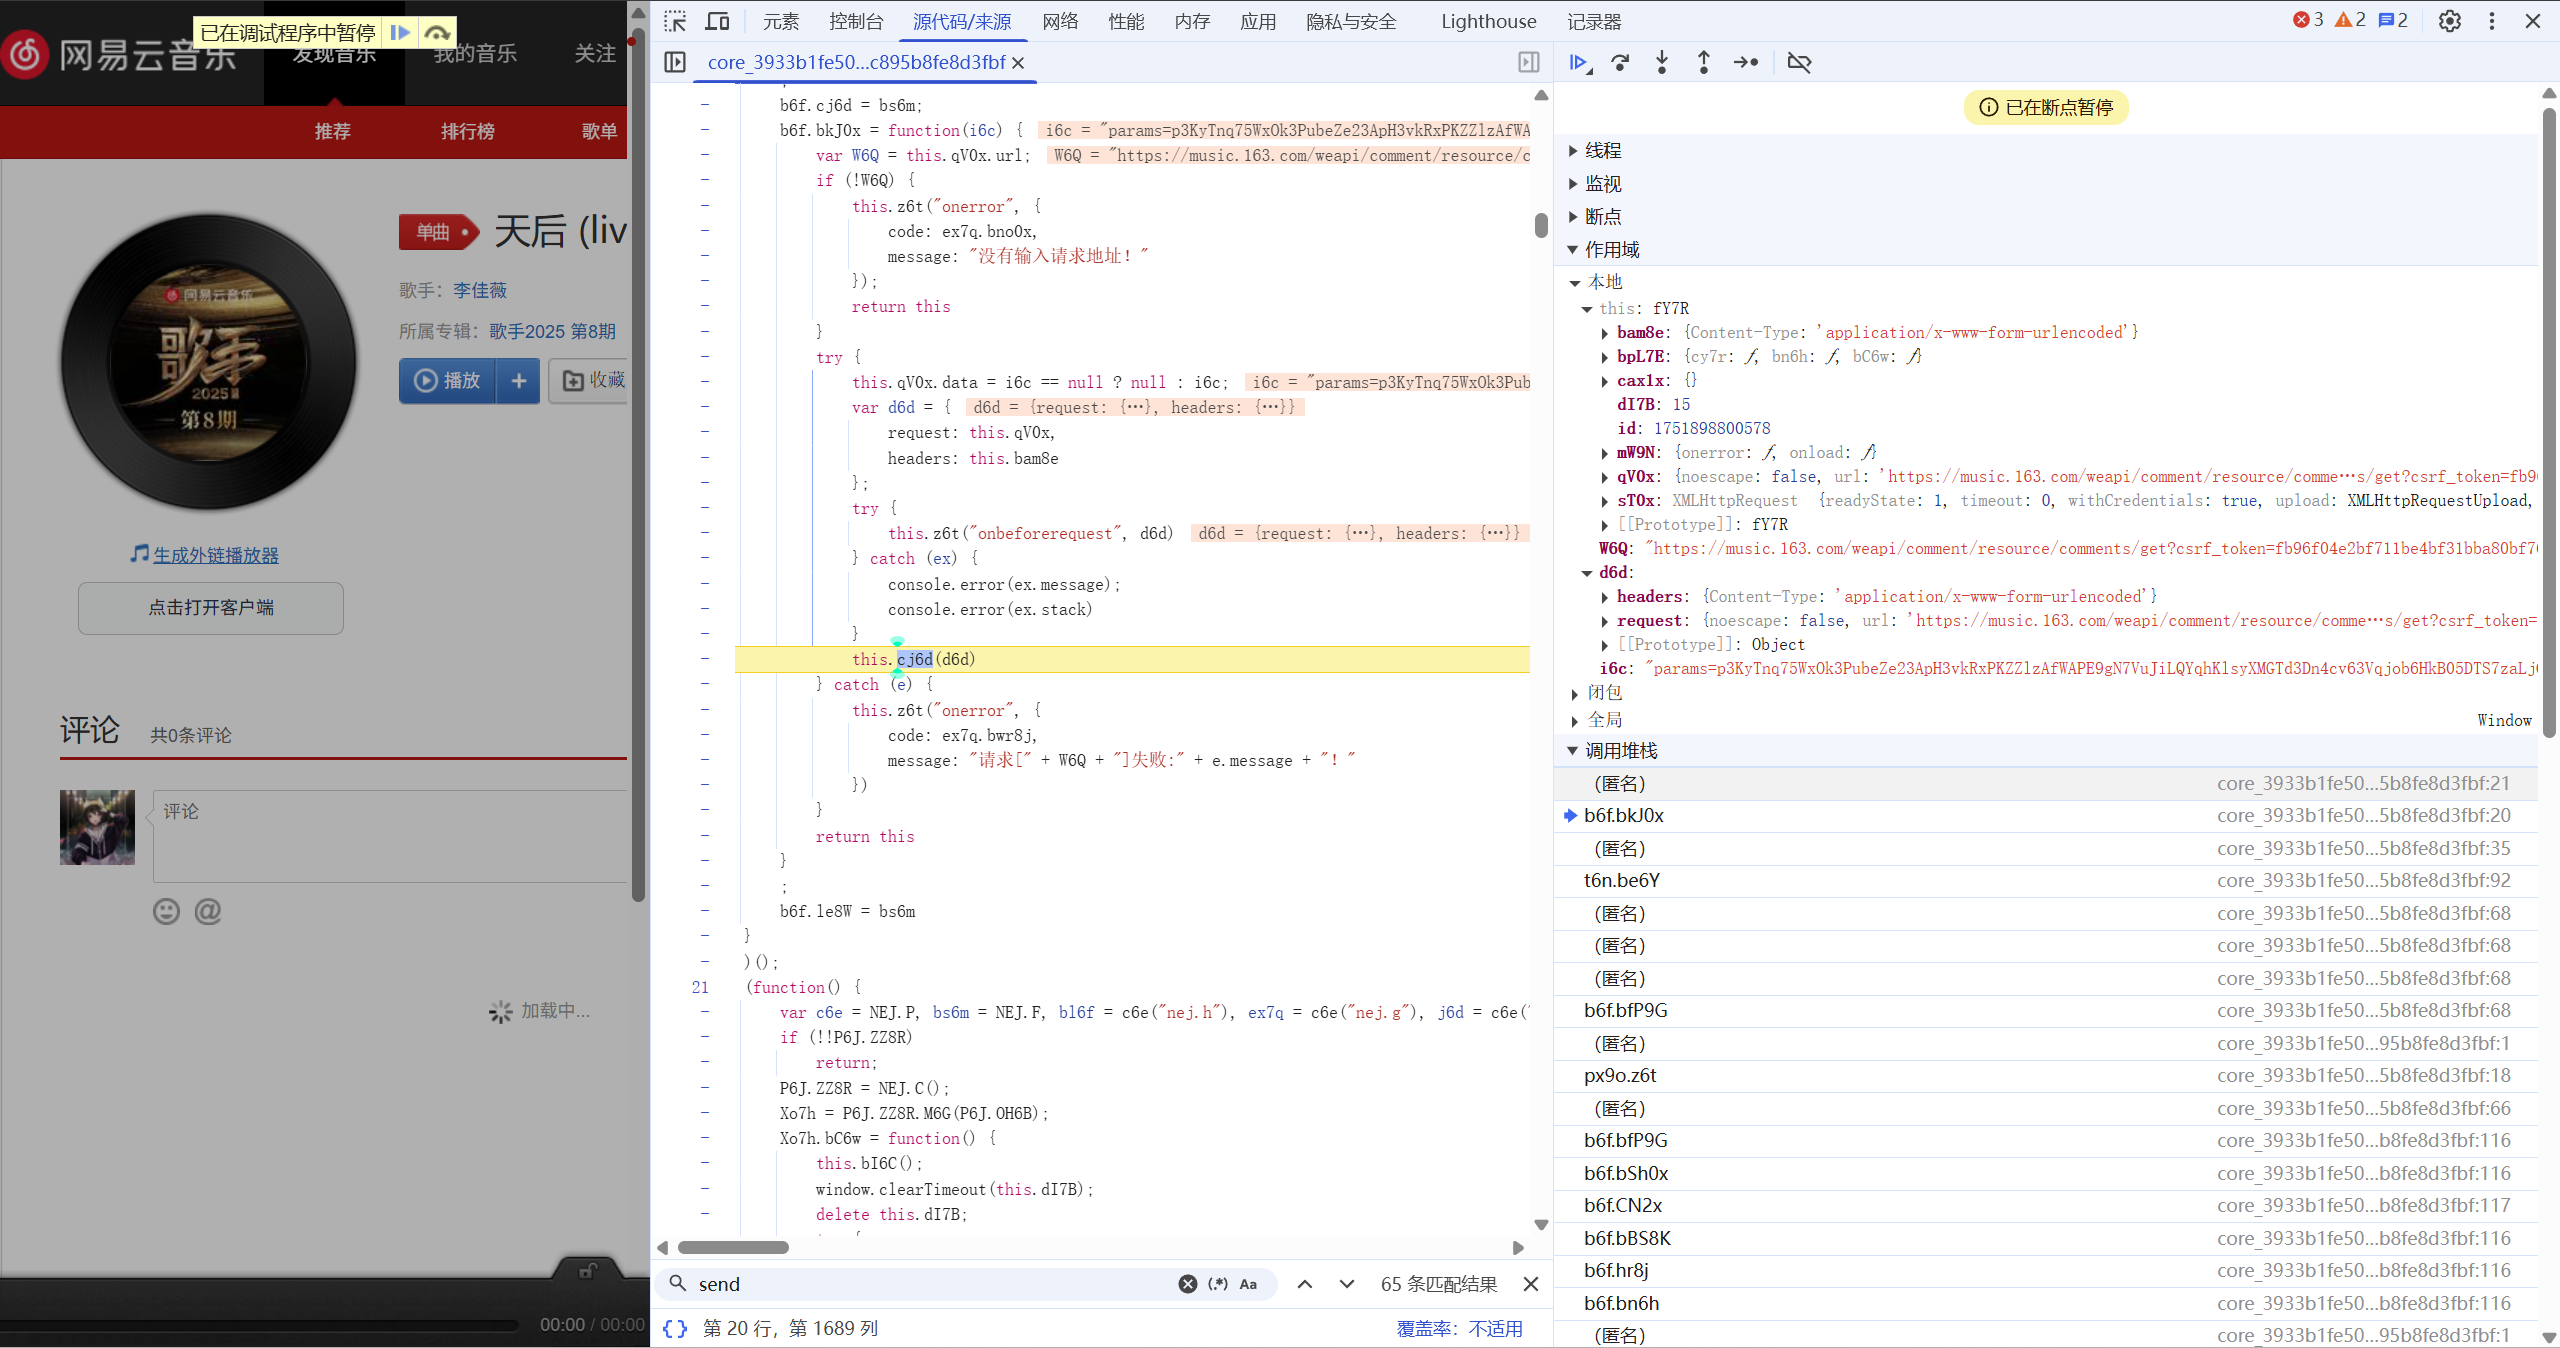 已在调试程序中暂停
网易云音乐
发现音乐
我的音乐
关注
推荐
排行榜
歌单
单曲
天后 (liv
歌手：李佳薇
所属专辑：歌手2025 第8期
播放
+
收藏
网易云音乐
歌手
2025
第8期
生成外链播放器
点击打开客户端
评论
共0条评论
评论
加载中...
00:00 / 00:00
元素
控制台
源代码/来源
网络
性能
内存
应用
隐私与安全
Lighthouse
记录器
3
2
2
core_3933b1fe50...c895b8fe8d3fbf
b6f.cj6d = bs6m;
b6f.bkJ0x = function(i6c) { i6c = "params=p3KyTnq75WxOk3PubeZe23ApH3vkRxPKZZlzAfWA
var W6Q = this.qV0x.url; W6Q = "https://music.163.com/weapi/comment/resource/c
if (!W6Q) {
this.z6t("onerror", {
code: ex7q.bno0x,
message: "没有输入请求地址！"
});
return this
}
try {
this.qV0x.data = i6c == null ? null : i6c; i6c = "params=p3KyTnq75WxOk3Pub
var d6d = { d6d = {request: {…}, headers: {…}}
request: this.qV0x,
headers: this.bam8e
};
try {
this.z6t("onbeforerequest", d6d) d6d = {request: {…}, headers: {…}}
} catch (ex) {
console.error(ex.message);
console.error(ex.stack)
}
this.cj6d(d6d)
} catch (e) {
this.z6t("onerror", {
code: ex7q.bwr8j,
message: "请求[" + W6Q + "]失败:" + e.message + "！"
})
}
return this
}
;
b6f.le8W = bs6m
}
)();
21 (function() {
var c6e = NEJ.P, bs6m = NEJ.F, bl6f = c6e("nej.h"), ex7q = c6e("nej.g"), j6d = c6e("
if (!!P6J.ZZ8R)
return;
P6J.ZZ8R = NEJ.C();
Xo7h = P6J.ZZ8R.M6G(P6J.OH6B);
Xo7h.bC6w = function() {
this.bI6C();
window.clearTimeout(this.dI7B);
delete this.dI7B;
send
(.*)
Aa
65 条匹配结果
{ } 第 20 行，第 1689 列
覆盖率：不适用
已在断点暂停
线程
监视
断点
作用域
本地
this: fY7R
bam8e: {Content-Type: 'application/x-www-form-urlencoded'}
bpL7E: {cy7r: ƒ, bn6h: ƒ, bC6w: ƒ}
cax1x: {}
dI7B: 15
id: 1751898800578
mW9N: {onerror: ƒ, onload: ƒ}
qV0x: {noescape: false, url: 'https://music.163.com/weapi/comment/resource/comme…s/get?csrf_token=fb9
sT0x: XMLHttpRequest {readyState: 1, timeout: 0, withCredentials: true, upload: XMLHttpRequestUpload,
[[Prototype]]: fY7R
W6Q: "https://music.163.com/weapi/comment/resource/comments/get?csrf_token=fb96f04e2bf711be4bf31bba80bf7
d6d:
headers: {Content-Type: 'application/x-www-form-urlencoded'}
request: {noescape: false, url: 'https://music.163.com/weapi/comment/resource/comme…s/get?csrf_token=
[[Prototype]]: Object
i6c: "params=p3KyTnq75WxOk3PubeZe23ApH3vkRxPKZZlzAfWAPE9gN7VuJiLQYqhKlsyXMGTd3Dn4cv63Vqjob6HkBO5DTS7zaLj
闭包
全局 Window
调用堆栈
（匿名） core_3933b1fe50...5b8fe8d3fbf:21
b6f.bkJ0x core_3933b1fe50...5b8fe8d3fbf:20
（匿名） core_3933b1fe50...5b8fe8d3fbf:35
t6n.be6Y core_3933b1fe50...5b8fe8d3fbf:92
（匿名） core_3933b1fe50...5b8fe8d3fbf:68
（匿名） core_3933b1fe50...5b8fe8d3fbf:68
（匿名） core_3933b1fe50...5b8fe8d3fbf:68
b6f.bfP9G core_3933b1fe50...5b8fe8d3fbf:68
（匿名） core_3933b1fe50...95b8fe8d3fbf:1
px9o.z6t core_3933b1fe50...5b8fe8d3fbf:18
（匿名） core_3933b1fe50...5b8fe8d3fbf:66
b6f.bfP9G core_3933b1fe50...b8fe8d3fbf:116
b6f.bSh0x core_3933b1fe50...b8fe8d3fbf:116
b6f.CN2x core_3933b1fe50...b8fe8d3fbf:117
b6f.bBS8K core_3933b1fe50...b8fe8d3fbf:116
b6f.hr8j core_3933b1fe50...b8fe8d3fbf:116
b6f.bn6h core_3933b1fe50...b8fe8d3fbf:116
（匿名） core_3933b1fe50...95b8fe8d3fbf:1